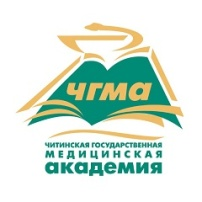 чгма
ЧИТИНСКАЯ ГОСУДАРСТВЕННАЯ
МЕДИЦИНСКАЯ
академия